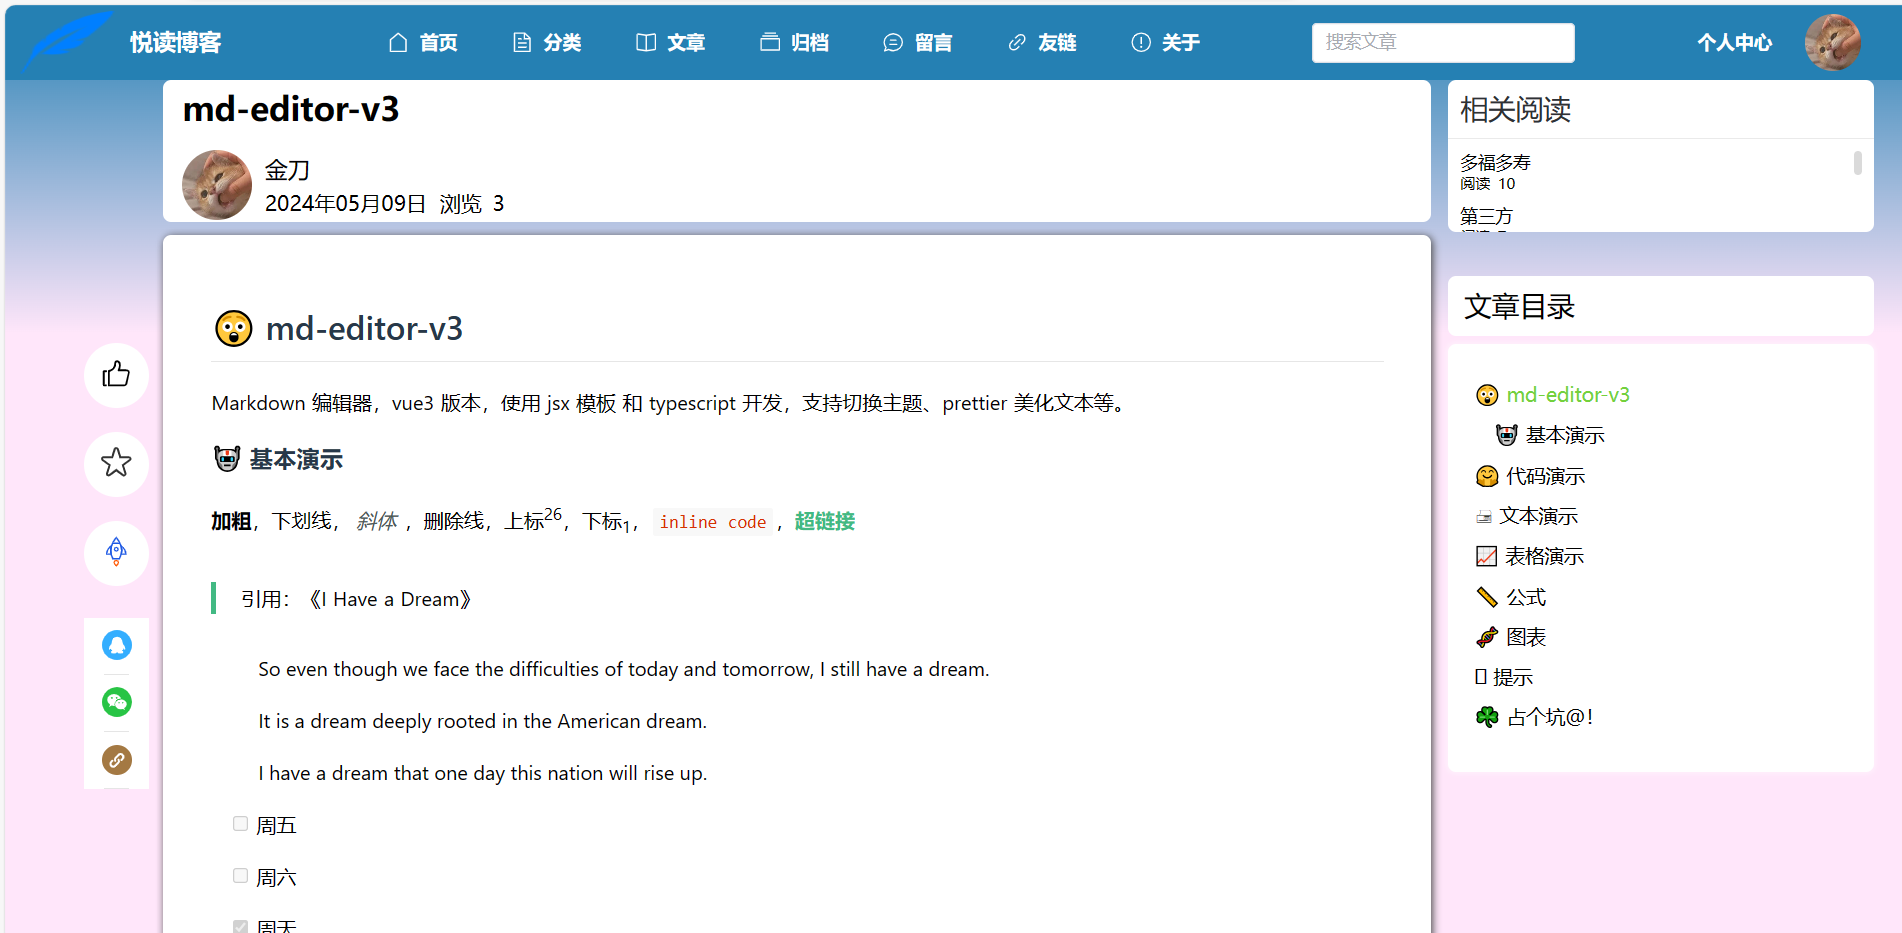 悦读博客
首页 分类 文章 归档 留言 友链 关于
搜索文章
个人中心
md-editor-v3
金刀
2024年05月09日 浏览 3
md-editor-v3
Markdown 编辑器，vue3 版本，使用 jsx 模板 和 typescript 开发，支持切换主题、prettier 美化文本等。
基本演示
加粗，下划线， 斜体 ，删除线，上标26，下标1， inline code ，超链接
引用：《I Have a Dream》
So even though we face the difficulties of today and tomorrow, I still have a dream.
It is a dream deeply rooted in the American dream.
I have a dream that one day this nation will rise up.
周五
周六
周天
相关阅读
多福多寿
阅读 10
第三方
文章目录
md-editor-v3
基本演示
代码演示
文本演示
表格演示
公式
图表
提示
占个坑@！